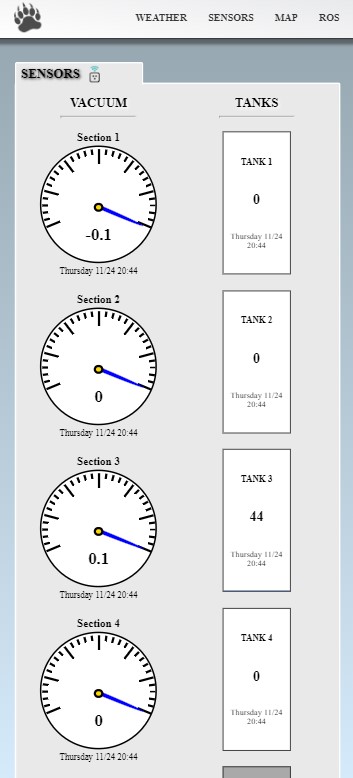 WEATHER SENSORS MAP ROS
SENSORS
VACUUM
TANKS
Section 1
-0.1
Thursday 11/24 20:44
TANK 1
0
Thursday 11/24
20:44
Section 2
0
Thursday 11/24 20:44
TANK 2
0
Thursday 11/24
20:44
Section 3
0.1
Thursday 11/24 20:44
TANK 3
44
Thursday 11/24
20:44
Section 4
0
Thursday 11/24 20:44
TANK 4
0
Thursday 11/24
20:44